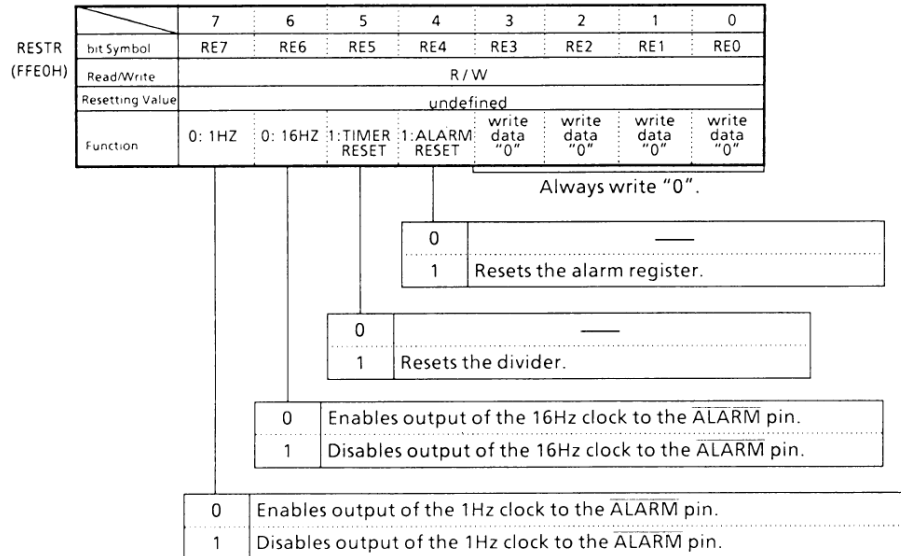 7 6 5 4 3 2 1 0
RESTR (FFE0H)
bit Symbol RE7 RE6 RE5 RE4 RE3 RE2 RE1 RE0
Read/Write R / W
Resetting Value undefined
Function 0: 1HZ 0: 16HZ 1:TIMER RESET 1:ALARM RESET write data "0" write data "0" write data "0" write data "0"
Always write "0".
0 —
1 Resets the alarm register.
0 —
1 Resets the divider.
0 Enables output of the 16Hz clock to the ALARM pin.
1 Disables output of the 16Hz clock to the ALARM pin.
0 Enables output of the 1Hz clock to the ALARM pin.
1 Disables output of the 1Hz clock to the ALARM pin.